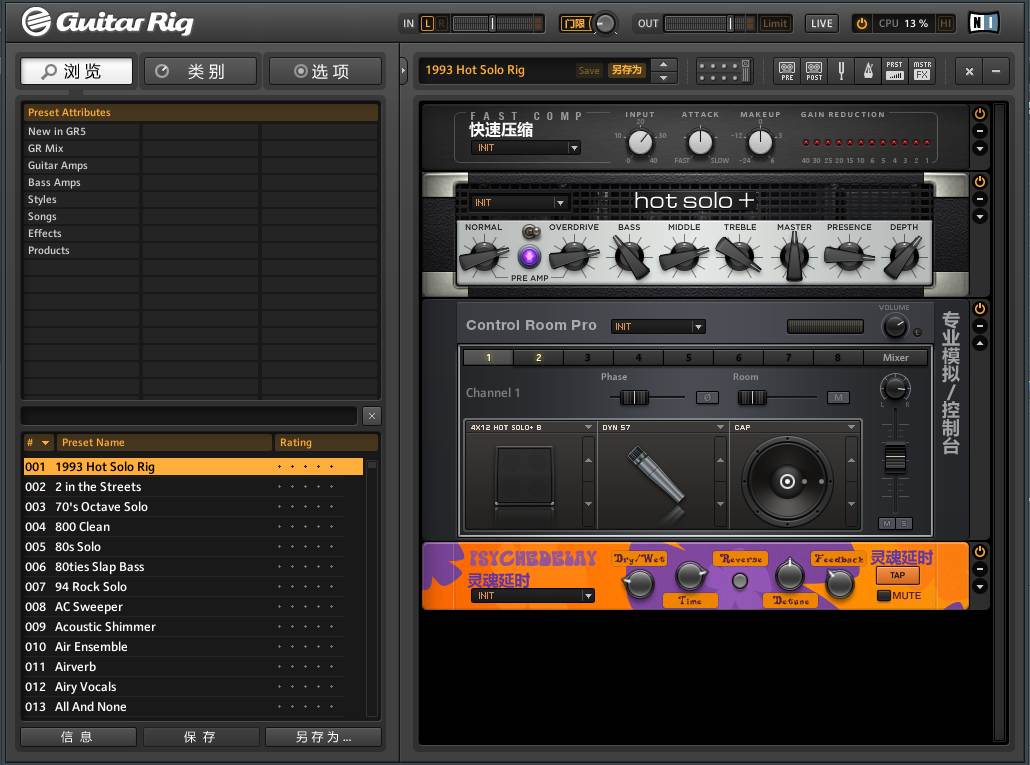 Guitar Rig
IN L R 门限 OUT Limit LIVE CPU 13 % HI N I
浏览 类别 选项
1993 Hot Solo Rig Save 另存为 PRE POST PRST MSTR FX
Preset Attributes
New in GR5
GR Mix
Guitar Amps
Bass Amps
Styles
Songs
Effects
Products
# Preset Name Rating
001 1993 Hot Solo Rig
002 2 in the Streets
003 70's Octave Solo
004 800 Clean
005 80s Solo
006 80ties Slap Bass
007 94 Rock Solo
008 AC Sweeper
009 Acoustic Shimmer
010 Air Ensemble
011 Airverb
012 Airy Vocals
013 All And None
信息 保存 另存为...
FAST COMP
快速压缩
INIT
INPUT ATTACK MAKEUP GAIN REDUCTION
20 0
10 30 -12 +3
0 40 FAST SLOW -24 6 40 30 25 20 15 10 6 5 4 3 2 1
INIT
hot solo +
NORMAL OVERDRIVE BASS MIDDLE TREBLE MASTER PRESENCE DEPTH
PRE AMP
VOLUME
Control Room Pro INIT
专业模拟/控制台
1 2 3 4 5 6 7 8 Mixer
Phase Room
Channel 1 Ø M
L R
4X12 HOT SOLO+ B DYN 57 CAP
M S
PSYCHEDELAY Dry/Wet Reverse Feedback 灵魂延时
灵魂延时
INIT
Time Detune
TAP
MUTE